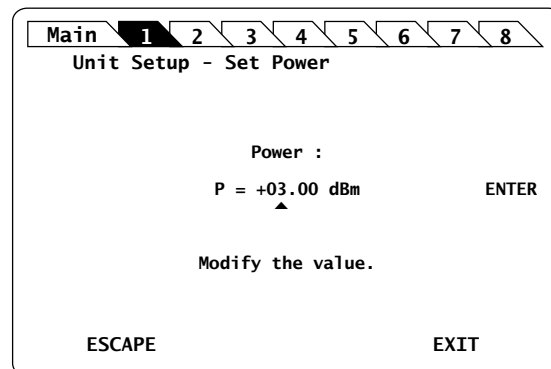 Main 1 2 3 4 5 6 7 8
Unit Setup - Set Power
Power :
P = +03.00 dBm ENTER
Modify the value.
ESCAPE EXIT